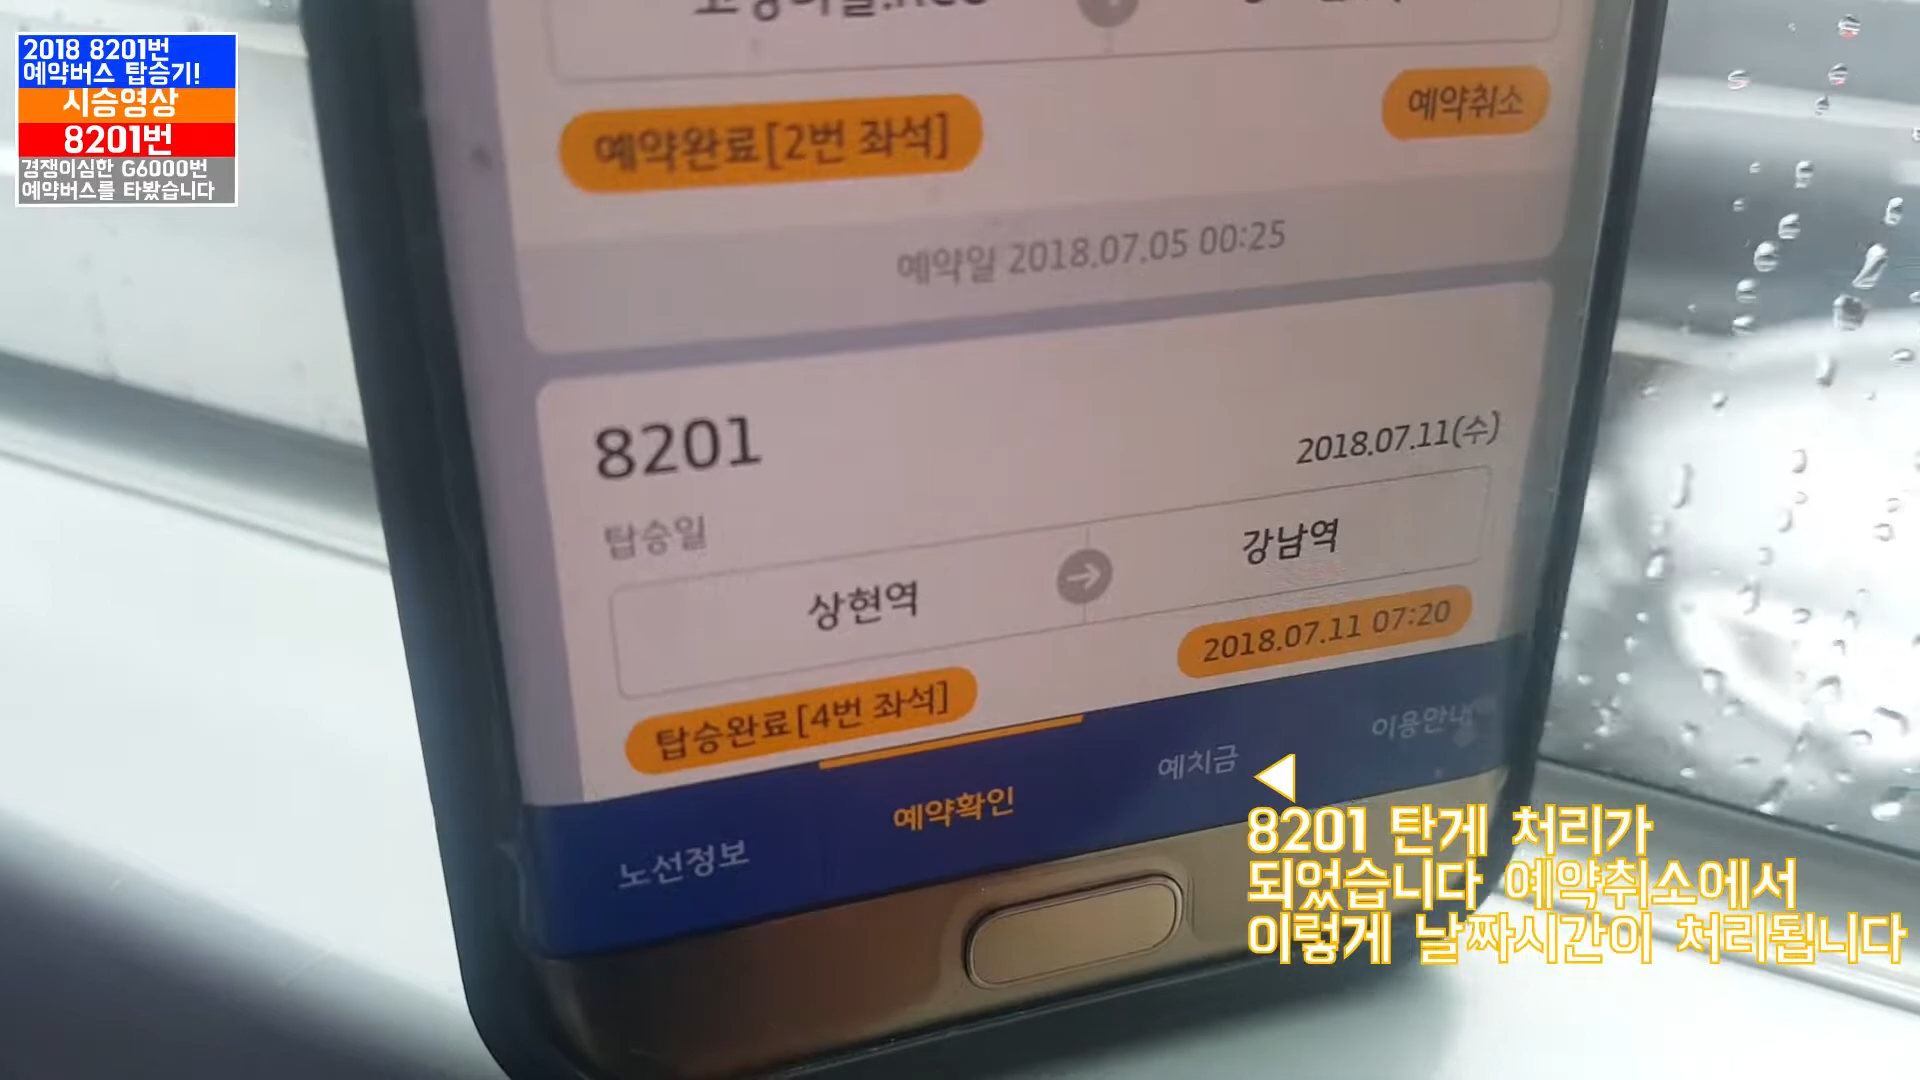 2018 8201번
예약버스 탑승기!
시승영상
8201번
경쟁이심한 G6000번
예약버스를 타봤습니다
예약완료[2번 좌석]
예약취소
예약일 2018.07.05 00:25
8201
2018.07.11(수)
탑승일
상현역
강남역
탑승완료[4번 좌석]
2018.07.11 07:20
노선정보
예약확인
예치금
이용안내
8201 탄게 처리가
되었습니다 예약취소에서
이렇게 날짜시간이 처리됩니다